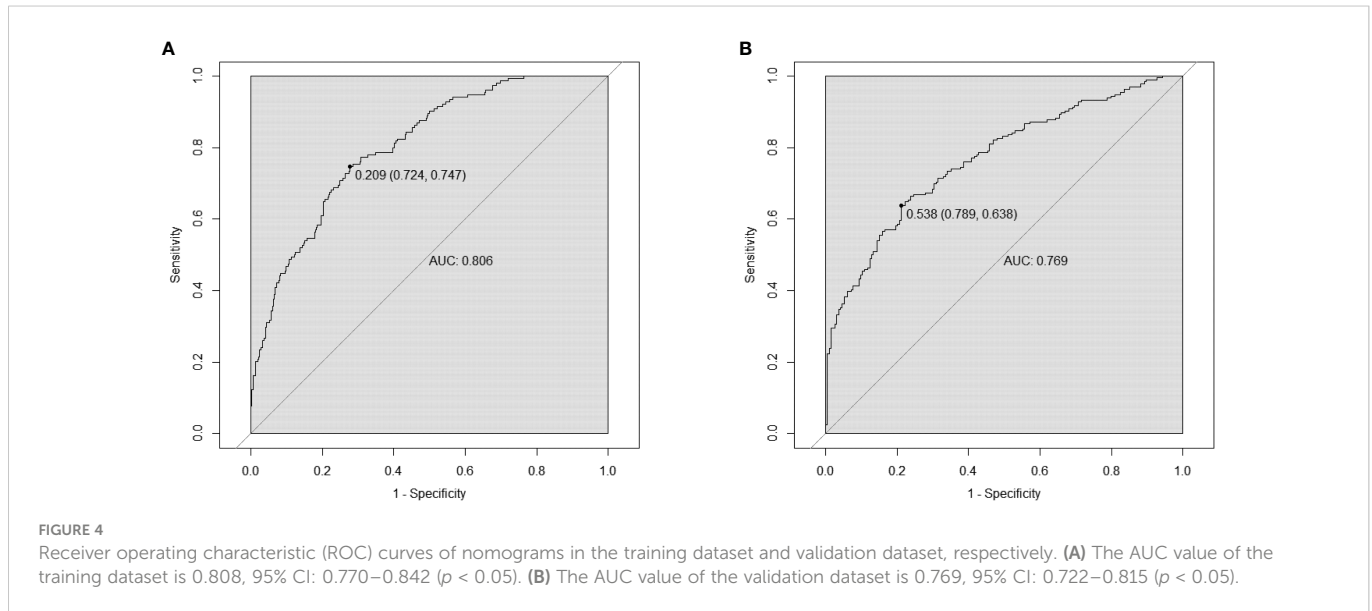 A
1.0
0.8
0.6
0.4
0.2
0.0
Sensitivity
0.209 (0.724, 0.747)
AUC: 0.806
0.0 0.2 0.4 0.6 0.8 1.0
1 - Specificity
B
1.0
0.8
0.6
0.4
0.2
0.0
Sensitivity
0.538 (0.789, 0.638)
AUC: 0.769
0.0 0.2 0.4 0.6 0.8 1.0
1 - Specificity
FIGURE 4
Receiver operating characteristic (ROC) curves of nomograms in the training dataset and validation dataset, respectively. (A) The AUC value of the
training dataset is 0.808, 95% CI: 0.770–0.842 (p < 0.05). (B) The AUC value of the validation dataset is 0.769, 95% CI: 0.722–0.815 (p < 0.05).